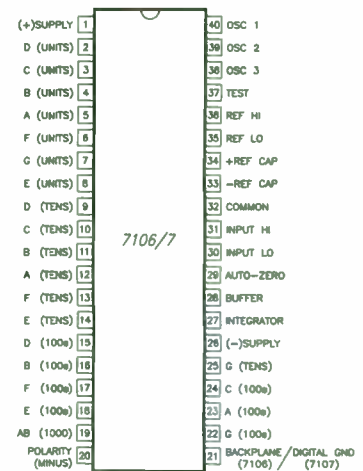 (+)SUPPLY 1
D (UNITS) 2
C (UNITS) 3
B (UNITS) 4
A (UNITS) 5
F (UNITS) 6
G (UNITS) 7
E (UNITS) 8
D (TENS) 9
C (TENS) 10
B (TENS) 11
A (TENS) 12
F (TENS) 13
E (TENS) 14
D (100s) 15
B (100s) 16
F (100s) 17
E (100s) 18
AB (1000) 19
POLARITY
(MINUS) 20
7106/7
40 OSC 1
39 OSC 2
38 OSC 3
37 TEST
36 REF HI
35 REF LO
34 +REF CAP
33 -REF CAP
32 COMMON
31 INPUT HI
30 INPUT LO
29 AUTO-ZERO
28 BUFFER
27 INTEGRATOR
26 (-)SUPPLY
25 G (TENS)
24 C (100s)
23 A (100s)
22 G (100s)
21 BACKPLANE/DIGITAL GND
(7106) (7107)